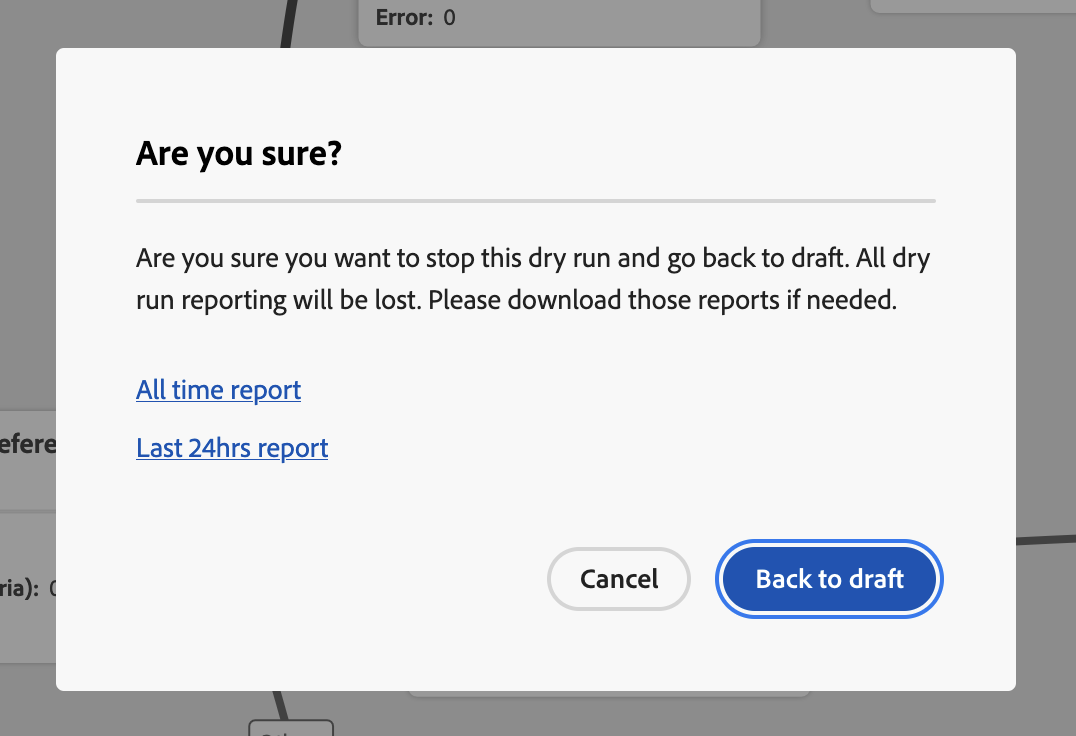 Error: 0
Are you sure?
Are you sure you want to stop this dry run and go back to draft. All dry
run reporting will be lost. Please download those reports if needed.
All time report
efere
Last 24hrs report
Cancel
Back to draft
ria):